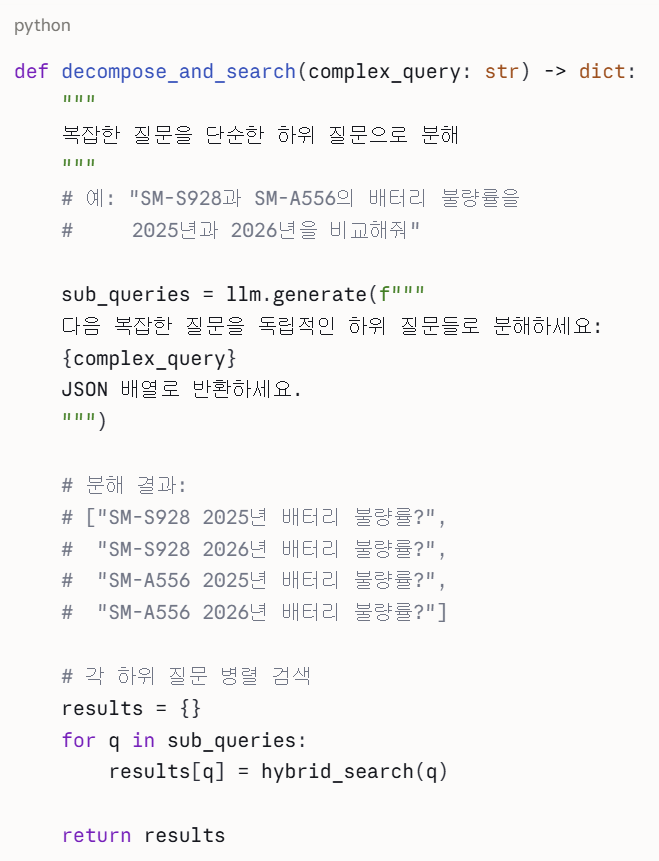 python
def decompose_and_search(complex_query: str) -> dict:
    """
    복잡한 질문을 단순한 하위 질문으로 분해
    """
    # 예: "SM-S928과 SM-A556의 배터리 불량률을
    #     2025년과 2026년을 비교해줘"
    sub_queries = llm.generate(f"""
    다음 복잡한 질문을 독립적인 하위 질문들로 분해하세요:
    {complex_query}
    JSON 배열로 반환하세요.
    """)
    # 분해 결과:
    # ["SM-S928 2025년 배터리 불량률?",
    #  "SM-S928 2026년 배터리 불량률?",
    #  "SM-A556 2025년 배터리 불량률?",
    #  "SM-A556 2026년 배터리 불량률?"]
    # 각 하위 질문 병렬 검색
    results = {}
    for q in sub_queries:
        results[q] = hybrid_search(q)
    return results